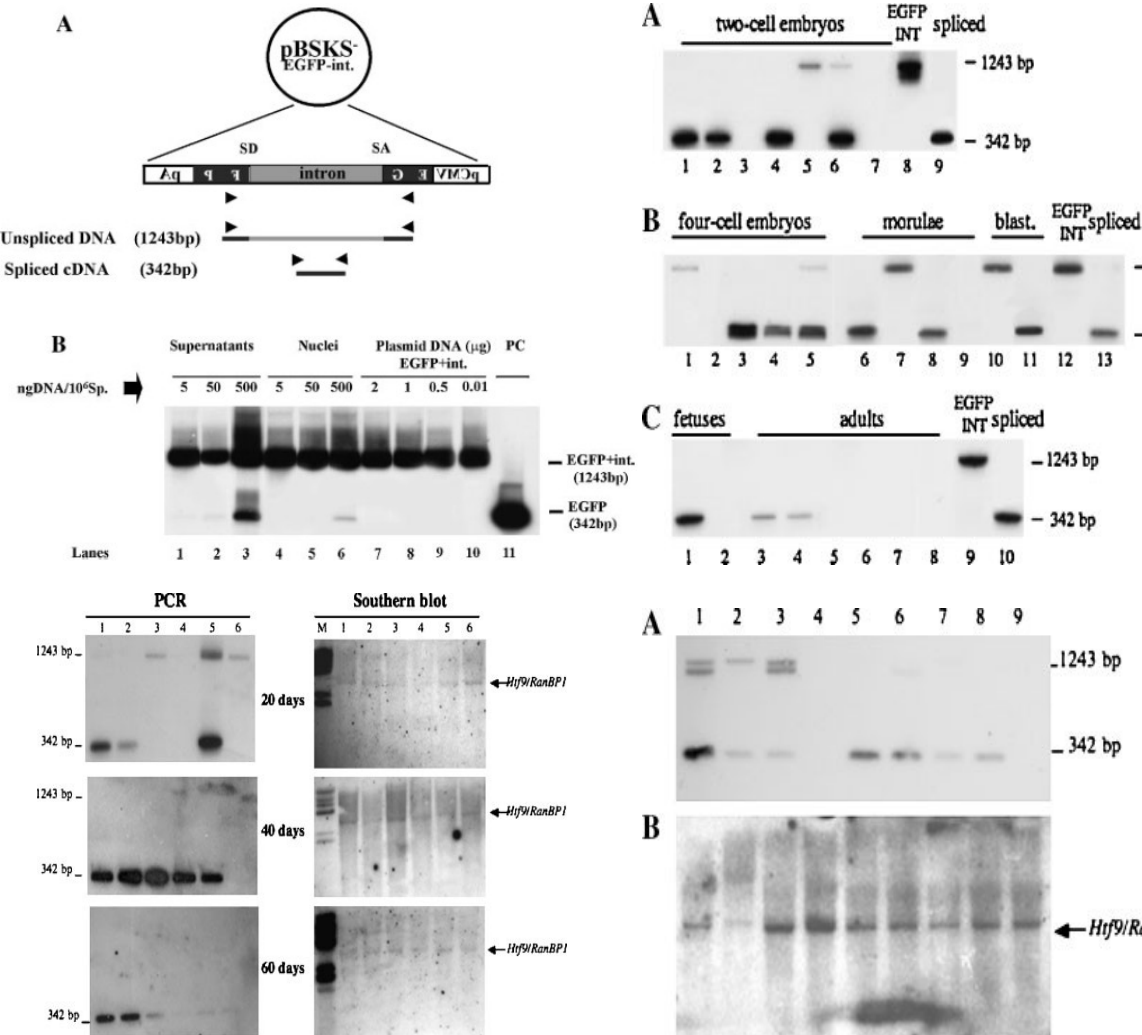 A
pBSKS-
EGFP-int.
SD SA
pA P F intron G E pCMV
Unspliced DNA (1243bp)
Spliced cDNA (342bp)
B
Supernatants Nuclei Plasmid DNA (µg) PC
EGFP+int.
ngDNA/10⁶Sp. 5 50 500 5 50 500 2 1 0.5 0.01
EGFP+int.
(1243bp)
EGFP
(342bp)
Lanes 1 2 3 4 5 6 7 8 9 10 11
PCR Southern blot
1 2 3 4 5 6 M 1 2 3 4 5 6
1243 bp
Htf9/RanBP1
20 days
342 bp
1243 bp
Htf9/RanBP1
40 days
342 bp
Htf9/RanBP1
60 days
342 bp
A
two-cell embryos EGFP INT spliced
1243 bp
342 bp
1 2 3 4 5 6 7 8 9
B
four-cell embryos morulae blast. EGFP INT spliced
1 2 3 4 5 6 7 8 9 10 11 12 13
C
fetuses adults EGFP INT spliced
1243 bp
342 bp
1 2 3 4 5 6 7 8 9 10
A
1 2 3 4 5 6 7 8 9
1243 bp
342 bp
B
Htf9/Ra